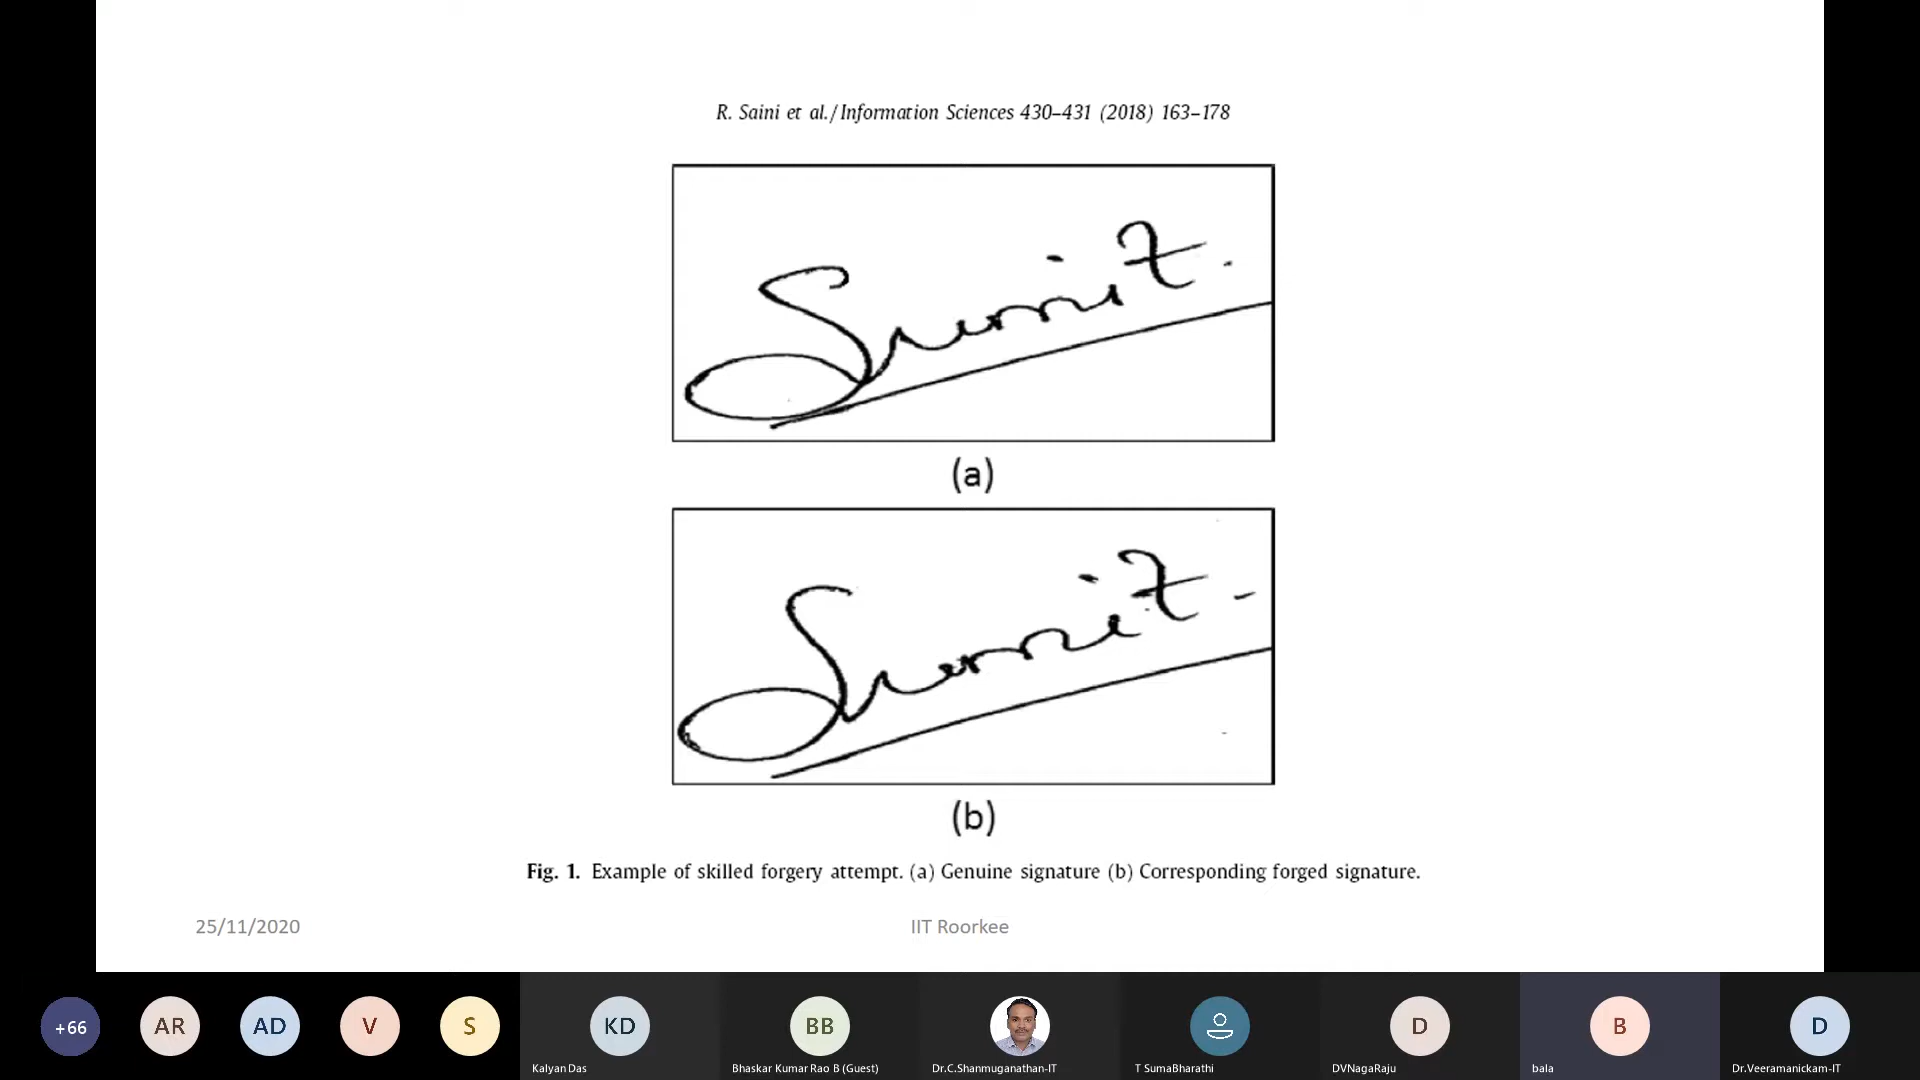 R. Saini et al./Information Sciences 430–431 (2018) 163–178
Sumit.
(a)
Sumit.
(b)
Fig. 1. Example of skilled forgery attempt. (a) Genuine signature (b) Corresponding forged signature.
25/11/2020
IIT Roorkee
+66
AR
AD
V
S
KD
BB
D
B
D
Kalyan Das
Bhaskar Kumar Rao B (Guest)
Dr.C.Shanmuganathan-IT
T SumaBharathi
DVNagaRaju
bala
Dr.Veeramanickam-IT